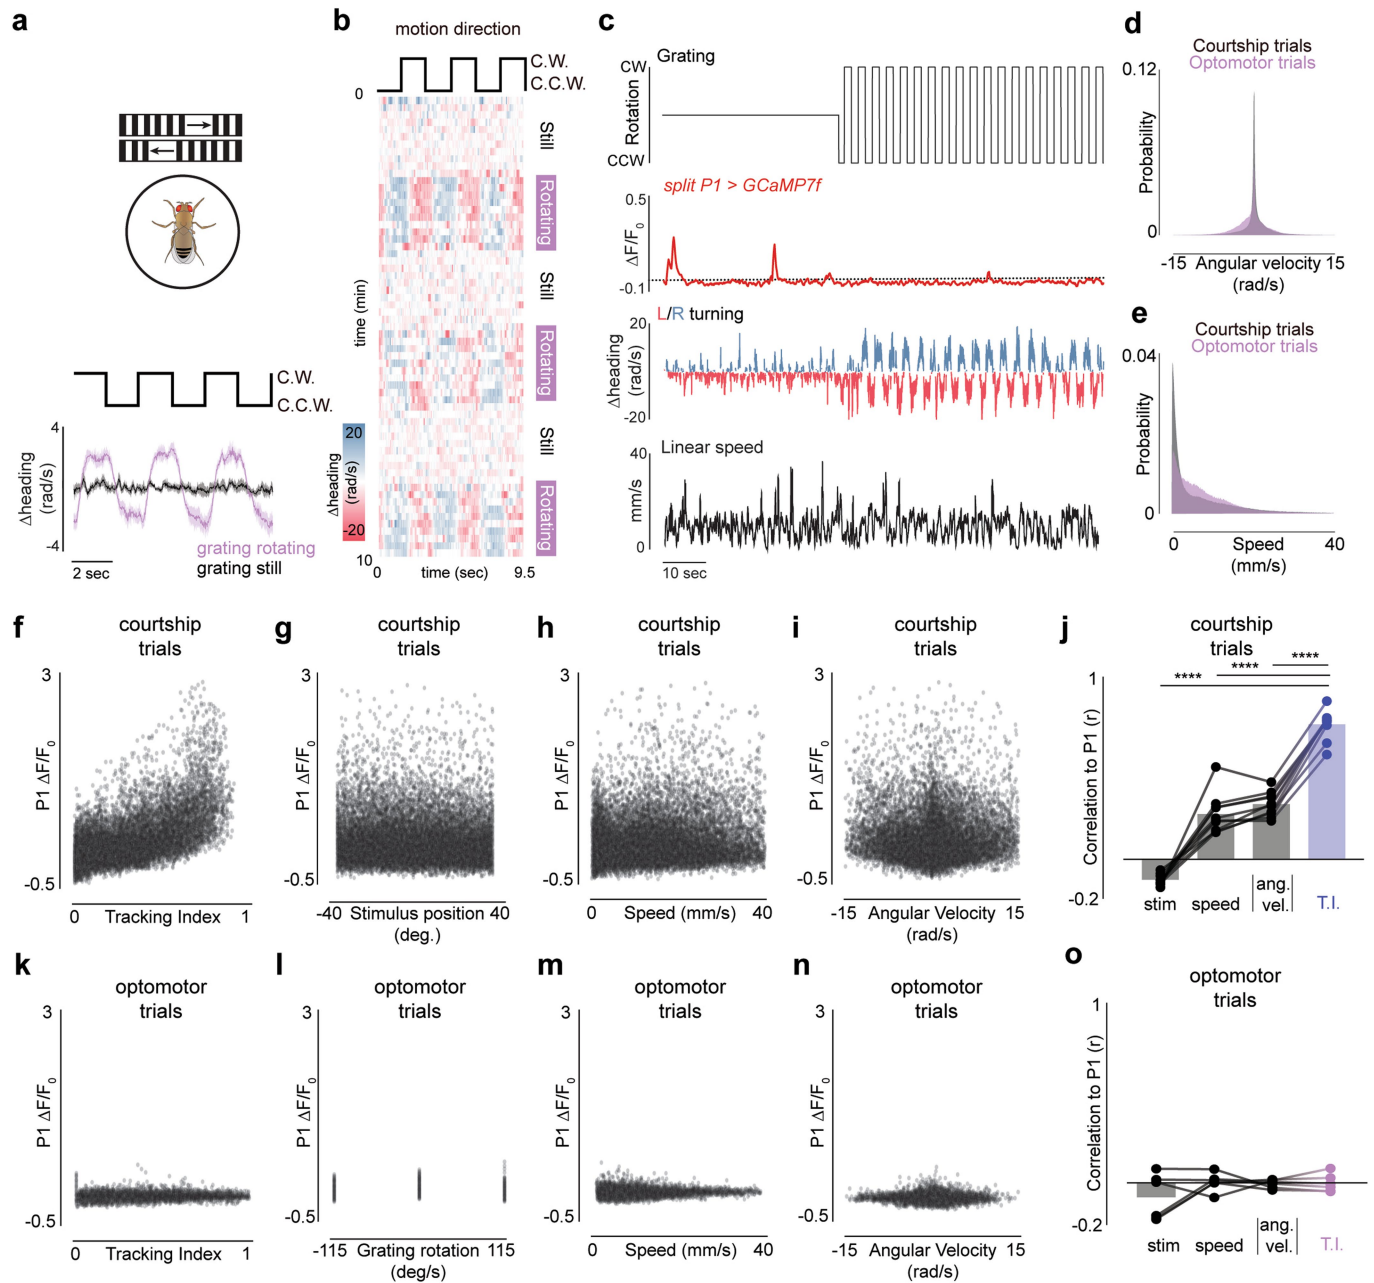 a
C.W.
C.C.W.
4
Δheading
(rad/s)
-4
grating rotating
grating still
2 sec
b
motion direction
C.W.
C.C.W.
0
Still
Rotating
Still
Rotating
Still
Rotating
time (min)
20
Δheading
(rad/s)
-20
10
0
time (sec)
9.5
c
Grating
CW
Rotation
CCW
split P1 > GCaMP7f
0.5
ΔF/F0
-0.1
L/R turning
20
Δheading
(rad/s)
-20
Linear speed
40
mm/s
0
10 sec
d
Courtship trials
Optomotor trials
0.12
Probability
0
-15 Angular velocity 15
(rad/s)
e
Courtship trials
Optomotor trials
0.04
Probability
0
0 Speed 40
(mm/s)
f
courtship
trials
3
P1 ΔF/F0
-0.5
0 Tracking Index 1
g
courtship
trials
3
P1 ΔF/F0
-0.5
-40 Stimulus position 40
(deg.)
h
courtship
trials
3
P1 ΔF/F0
-0.5
0 Speed (mm/s) 40
i
courtship
trials
3
P1 ΔF/F0
-0.5
-15 Angular Velocity 15
(rad/s)
j
courtship
trials
****
****
****
1
Correlation to P1 (r)
-0.2
stim speed |ang. vel.| T.I.
k
optomotor
trials
3
P1 ΔF/F0
-0.5
0 Tracking Index 1
l
optomotor
trials
3
P1 ΔF/F0
-0.5
-115 Grating rotation 115
(deg/s)
m
optomotor
trials
3
P1 ΔF/F0
-0.5
0 Speed (mm/s) 40
n
optomotor
trials
3
P1 ΔF/F0
-0.5
-15 Angular Velocity 15
(rad/s)
o
optomotor
trials
1
Correlation to P1 (r)
-0.2
stim speed |ang. vel.| T.I.